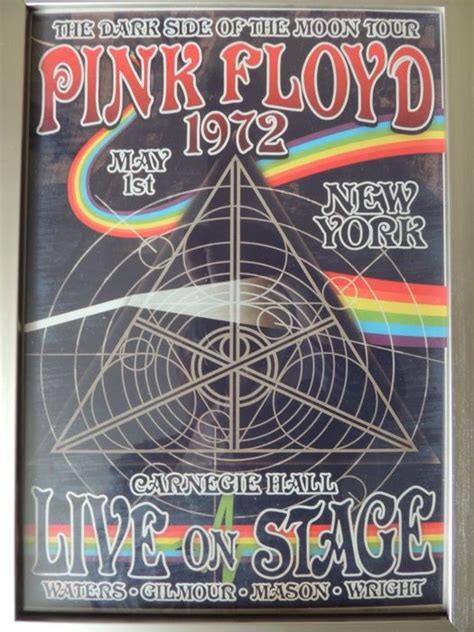 THE DARK SIDE OF THE MOON TOUR
PINK FLOYD
1972
MAY
1st
NEW
YORK
CARNEGIE HALL
LIVE ON STAGE
WATERS · GILMOUR · MASON · WRIGHT